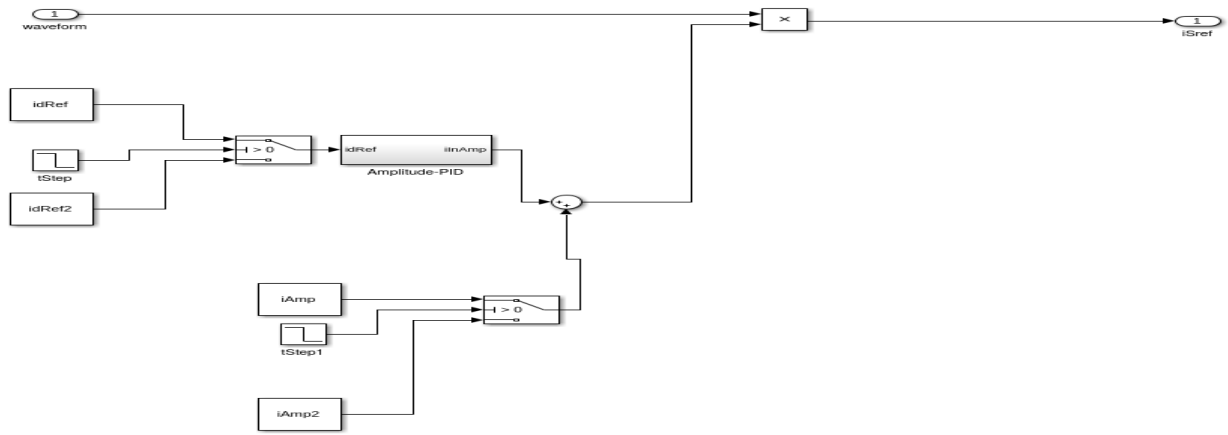 1
waveform
×
1
iSref
idRef
> 0
tStep
idRef iInAmp
Amplitude-PID
idRef2
+
+
iAmp
> 0
tStep1
iAmp2